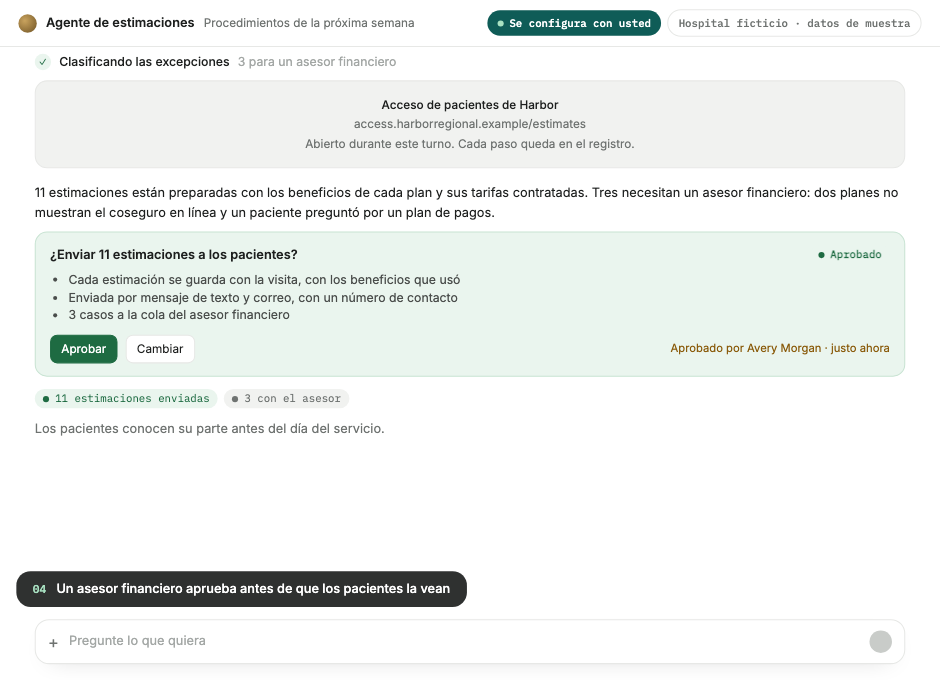 Agente de estimaciones Procedimientos de la próxima semana
Se configura con usted
Hospital ficticio · datos de muestra
Clasificando las excepciones 3 para un asesor financiero
Acceso de pacientes de Harbor
access.harborregional.example/estimates
Abierto durante este turno. Cada paso queda en el registro.
11 estimaciones están preparadas con los beneficios de cada plan y sus tarifas contratadas. Tres necesitan un asesor financiero: dos planes no
muestran el coseguro en línea y un paciente preguntó por un plan de pagos.
¿Enviar 11 estimaciones a los pacientes?
Aprobado
• Cada estimación se guarda con la visita, con los beneficios que usó
• Enviada por mensaje de texto y correo, con un número de contacto
• 3 casos a la cola del asesor financiero
Aprobar
Cambiar
Aprobado por Avery Morgan · justo ahora
11 estimaciones enviadas
3 con el asesor
Los pacientes conocen su parte antes del día del servicio.
04 Un asesor financiero aprueba antes de que los pacientes la vean
+ Pregunte lo que quiera